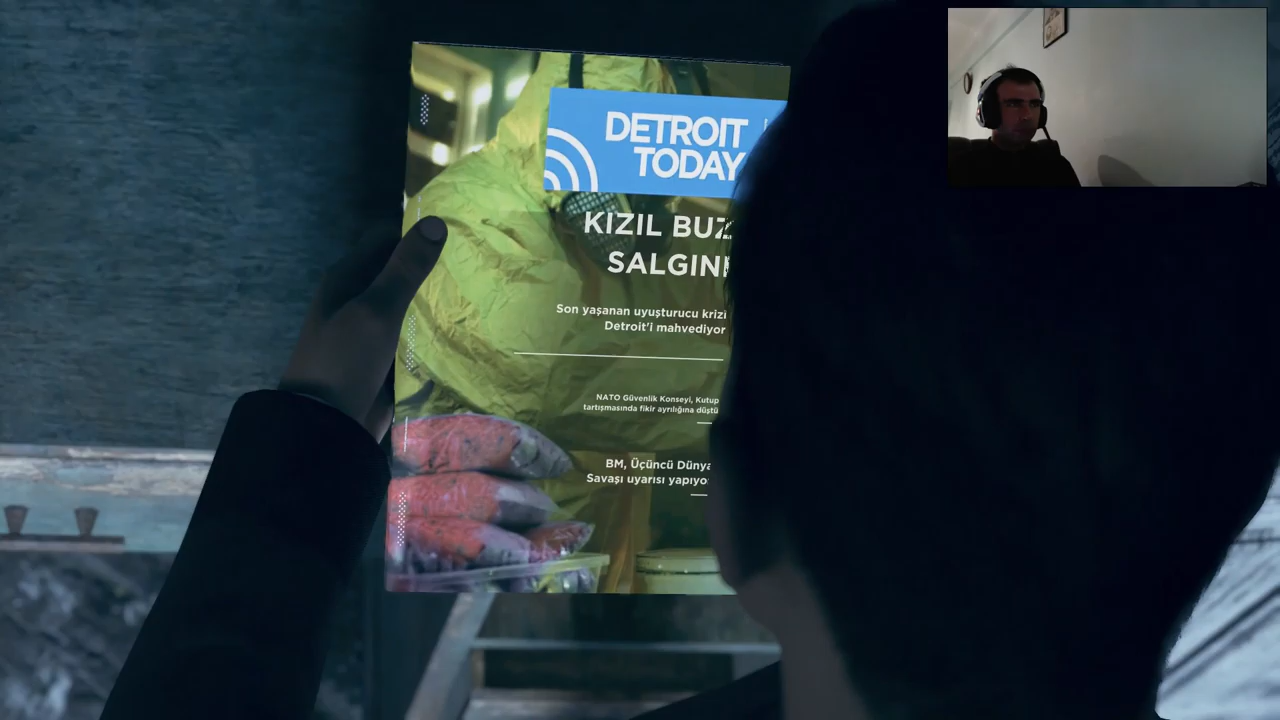 DETROIT
TODAY
KIZIL BUZ
SALGINI
Son yaşanan uyuşturucu krizi
Detroit'i mahvediyor
NATO Güvenlik Konseyi, Kutup
tartışmasında fikir ayrılığına düştü
BM, Üçüncü Dünya
Savaşı uyarısı yapıyor